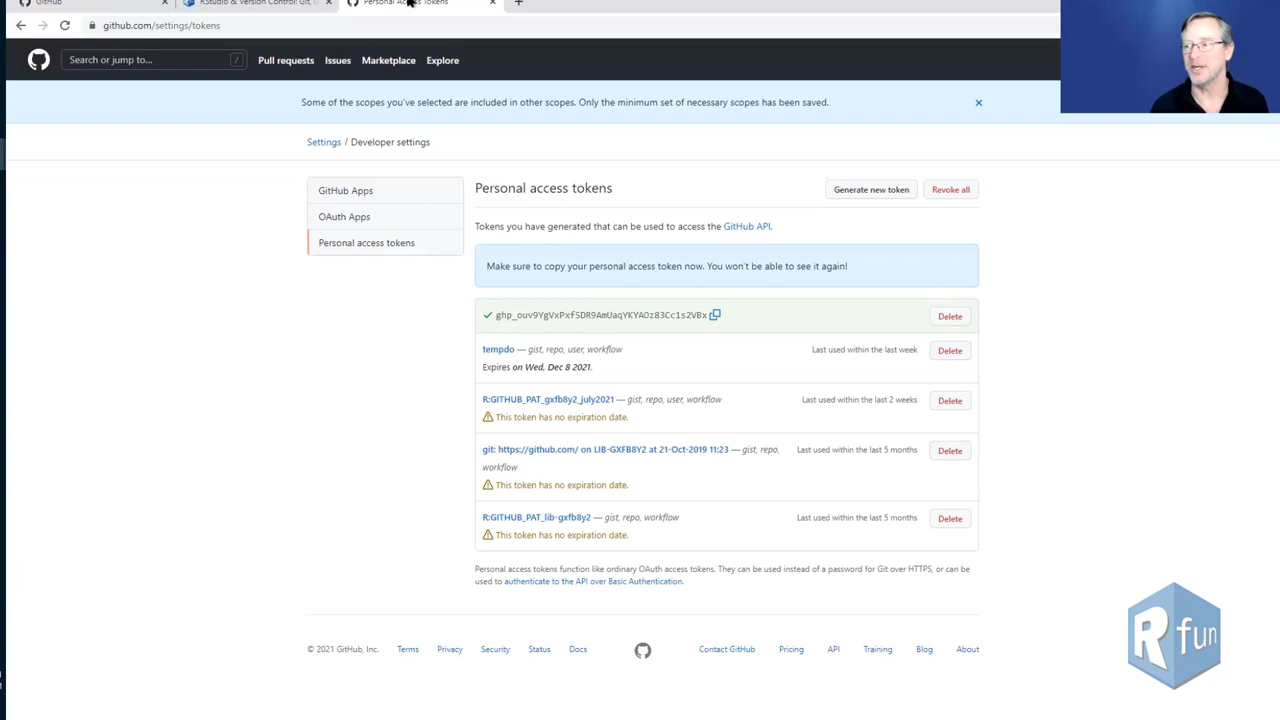 GitHub
RStudio & Version Control: Git,
Personal Access Tokens
github.com/settings/tokens
Search or jump to...
/
Pull requests
Issues
Marketplace
Explore
Some of the scopes you've selected are included in other scopes. Only the minimum set of necessary scopes has been saved.
Settings / Developer settings
GitHub Apps
OAuth Apps
Personal access tokens
Personal access tokens
Generate new token
Revoke all
Tokens you have generated that can be used to access the GitHub API.
Make sure to copy your personal access token now. You won't be able to see it again!
Delete
tempdo — gist, repo, user, workflow
Last used within the last week
Delete
Expires on Wed, Dec 8 2021.
R:GITHUB_PAT_gxfb8y2_july2021 — gist, repo, user, workflow
Last used within the last 2 weeks
Delete
This token has no expiration date.
git: https://github.com/ on LIB-GXFB8Y2 at 21-Oct-2019 11:23 — gist, repo,
workflow
Last used within the last 5 months
Delete
This token has no expiration date.
R:GITHUB_PAT_lib-gxfb8y2 — gist, repo, workflow
Last used within the last 5 months
Delete
This token has no expiration date.
Personal access tokens function like ordinary OAuth access tokens. They can be used instead of a password for Git over HTTPS, or can be
used to authenticate to the API over Basic Authentication.
© 2021 GitHub, Inc.
Terms
Privacy
Security
Status
Docs
Contact GitHub
Pricing
API
Training
Blog
About
R fun